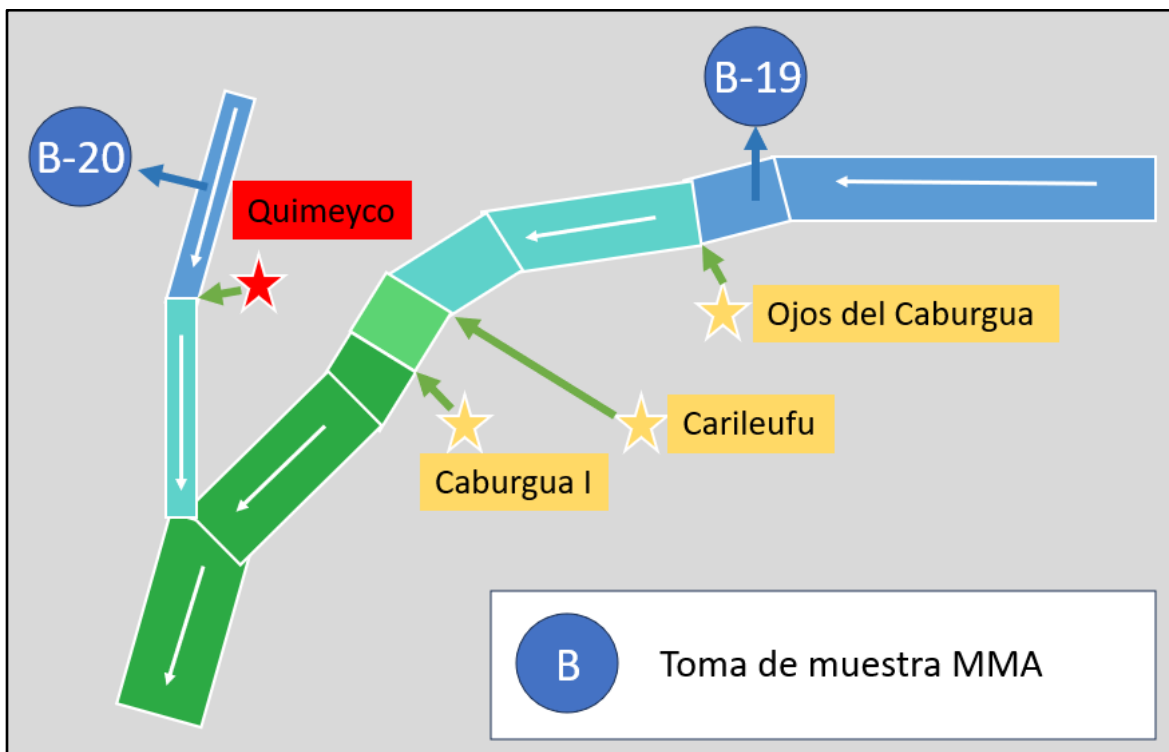 B-19
B-20
Quimeyco
Ojos del Caburgua
Carileufu
Caburgua I
B
Toma de muestra MMA